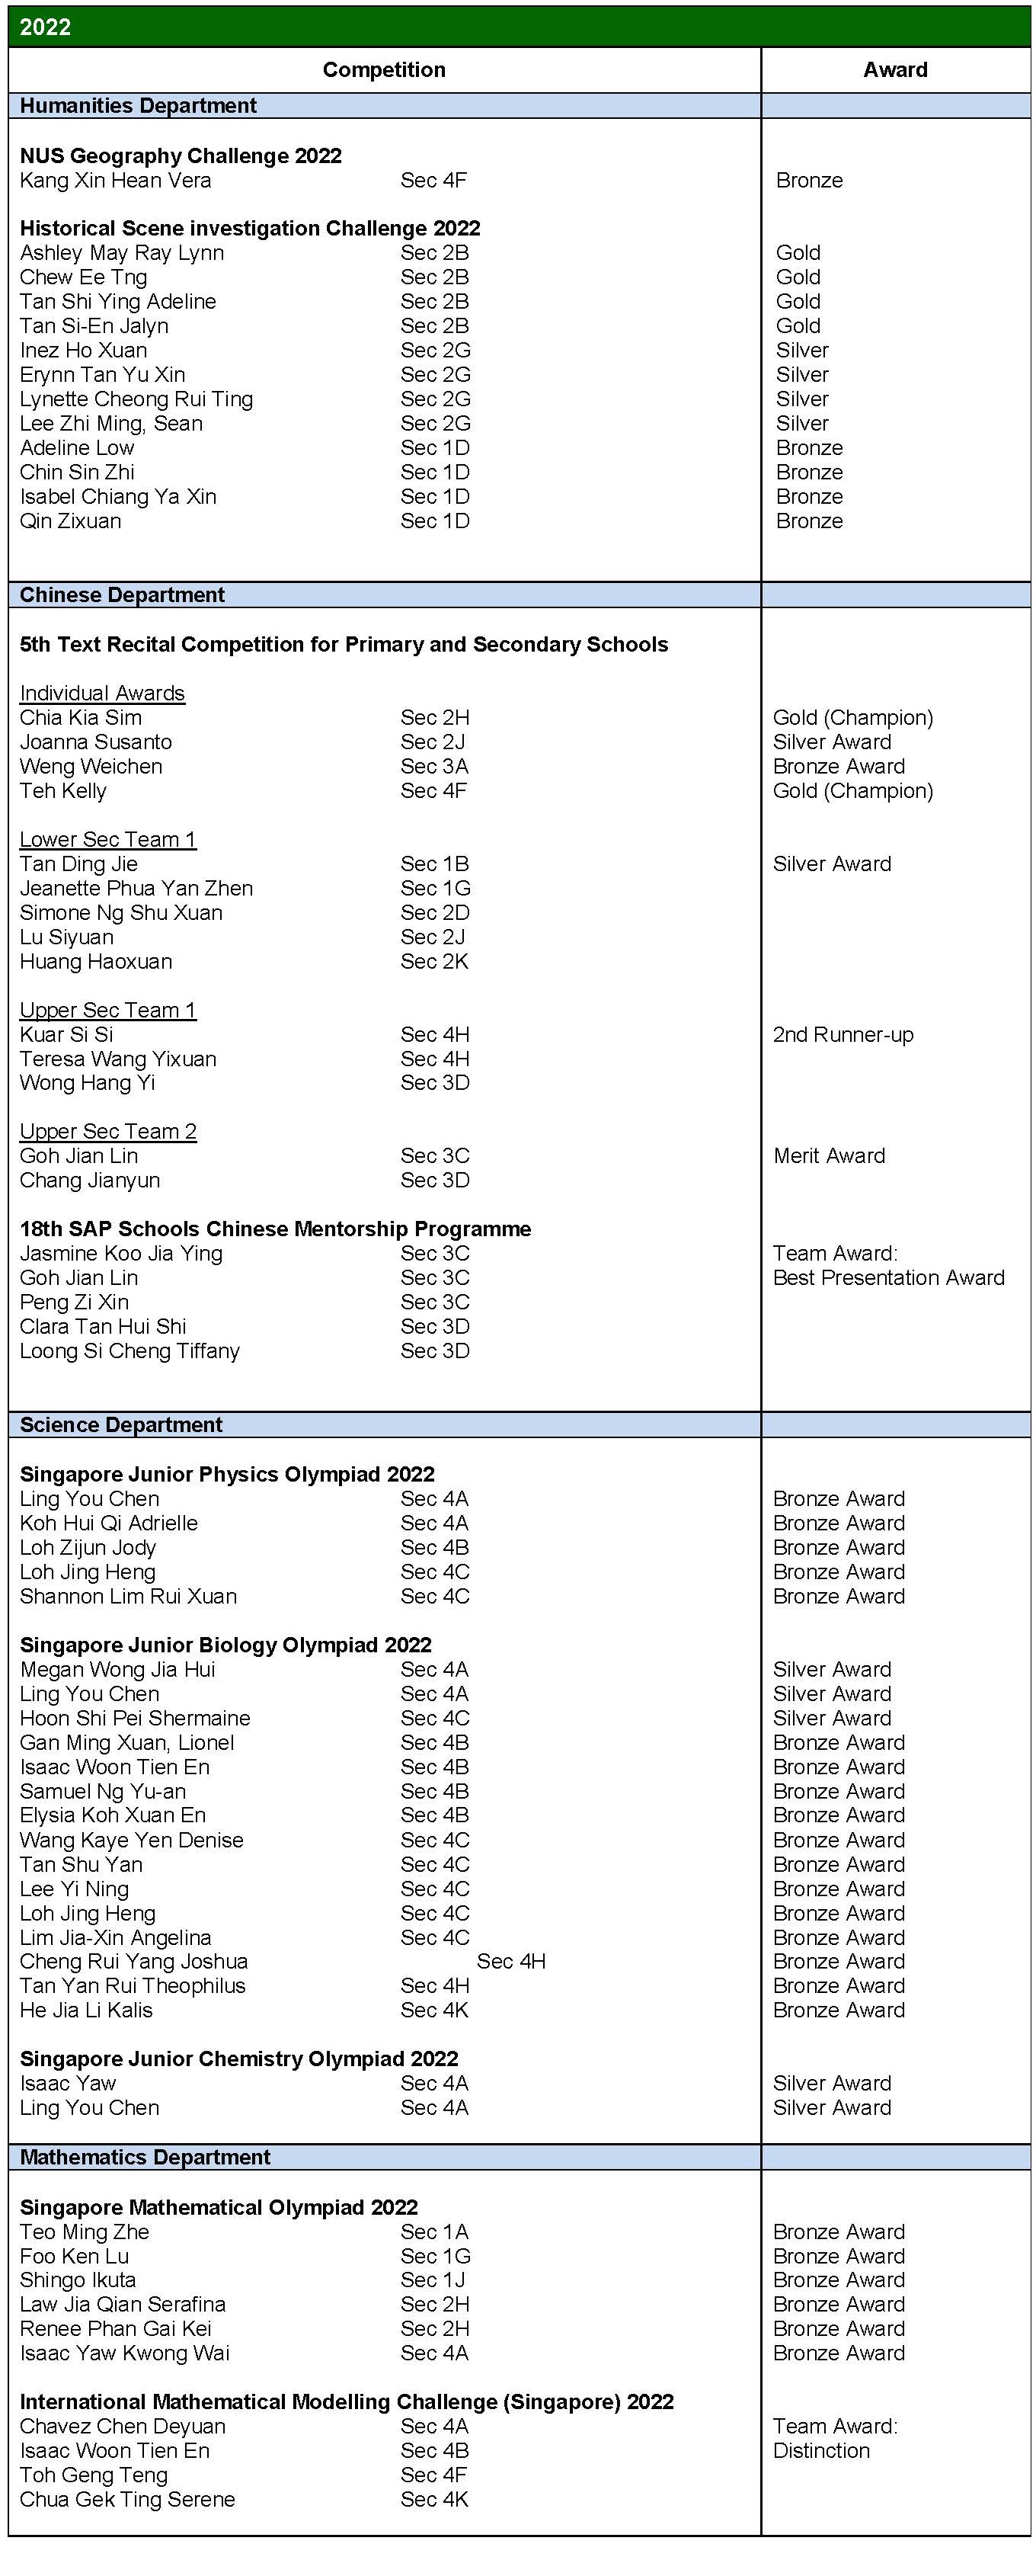 2022
Competition Award
Humanities Department
NUS Geography Challenge 2022
Kang Xin Hean Vera Sec 4F Bronze
Historical Scene investigation Challenge 2022
Ashley May Ray Lynn Sec 2B Gold
Chew Ee Tng Sec 2B Gold
Tan Shi Ying Adeline Sec 2B Gold
Tan Si-En Jalyn Sec 2B Gold
Inez Ho Xuan Sec 2G Silver
Erynn Tan Yu Xin Sec 2G Silver
Lynette Cheong Rui Ting Sec 2G Silver
Lee Zhi Ming, Sean Sec 2G Silver
Adeline Low Sec 1D Bronze
Chin Sin Zhi Sec 1D Bronze
Isabel Chiang Ya Xin Sec 1D Bronze
Qin Zixuan Sec 1D Bronze
Chinese Department
5th Text Recital Competition for Primary and Secondary Schools
Individual Awards
Chia Kia Sim Sec 2H Gold (Champion)
Joanna Susanto Sec 2J Silver Award
Weng Weichen Sec 3A Bronze Award
Teh Kelly Sec 4F Gold (Champion)
Lower Sec Team 1
Tan Ding Jie Sec 1B Silver Award
Jeanette Phua Yan Zhen Sec 1G
Simone Ng Shu Xuan Sec 2D
Lu Siyuan Sec 2J
Huang Haoxuan Sec 2K
Upper Sec Team 1
Kuar Si Si Sec 4H 2nd Runner-up
Teresa Wang Yixuan Sec 4H
Wong Hang Yi Sec 3D
Upper Sec Team 2
Goh Jian Lin Sec 3C Merit Award
Chang Jianyun Sec 3D
18th SAP Schools Chinese Mentorship Programme
Jasmine Koo Jia Ying Sec 3C Team Award:
Goh Jian Lin Sec 3C Best Presentation Award
Peng Zi Xin Sec 3C
Clara Tan Hui Shi Sec 3D
Loong Si Cheng Tiffany Sec 3D
Science Department
Singapore Junior Physics Olympiad 2022
Ling You Chen Sec 4A Bronze Award
Koh Hui Qi Adrielle Sec 4A Bronze Award
Loh Zijun Jody Sec 4B Bronze Award
Loh Jing Heng Sec 4C Bronze Award
Shannon Lim Rui Xuan Sec 4C Bronze Award
Singapore Junior Biology Olympiad 2022
Megan Wong Jia Hui Sec 4A Silver Award
Ling You Chen Sec 4A Silver Award
Hoon Shi Pei Shermaine Sec 4C Silver Award
Gan Ming Xuan, Lionel Sec 4B Bronze Award
Isaac Woon Tien En Sec 4B Bronze Award
Samuel Ng Yu-an Sec 4B Bronze Award
Elysia Koh Xuan En Sec 4B Bronze Award
Wang Kaye Yen Denise Sec 4C Bronze Award
Tan Shu Yan Sec 4C Bronze Award
Lee Yi Ning Sec 4C Bronze Award
Loh Jing Heng Sec 4C Bronze Award
Lim Jia-Xin Angelina Sec 4C Bronze Award
Cheng Rui Yang Joshua Sec 4H Bronze Award
Tan Yan Rui Theophilus Sec 4H Bronze Award
He Jia Li Kalis Sec 4K Bronze Award
Singapore Junior Chemistry Olympiad 2022
Isaac Yaw Sec 4A Silver Award
Ling You Chen Sec 4A Silver Award
Mathematics Department
Singapore Mathematical Olympiad 2022
Teo Ming Zhe Sec 1A Bronze Award
Foo Ken Lu Sec 1G Bronze Award
Shingo Ikuta Sec 1J Bronze Award
Law Jia Qian Serafina Sec 2H Bronze Award
Renee Phan Gai Kei Sec 2H Bronze Award
Isaac Yaw Kwong Wai Sec 4A Bronze Award
International Mathematical Modelling Challenge (Singapore) 2022
Chavez Chen Deyuan Sec 4A Team Award:
Isaac Woon Tien En Sec 4B Distinction
Toh Geng Teng Sec 4F
Chua Gek Ting Serene Sec 4K